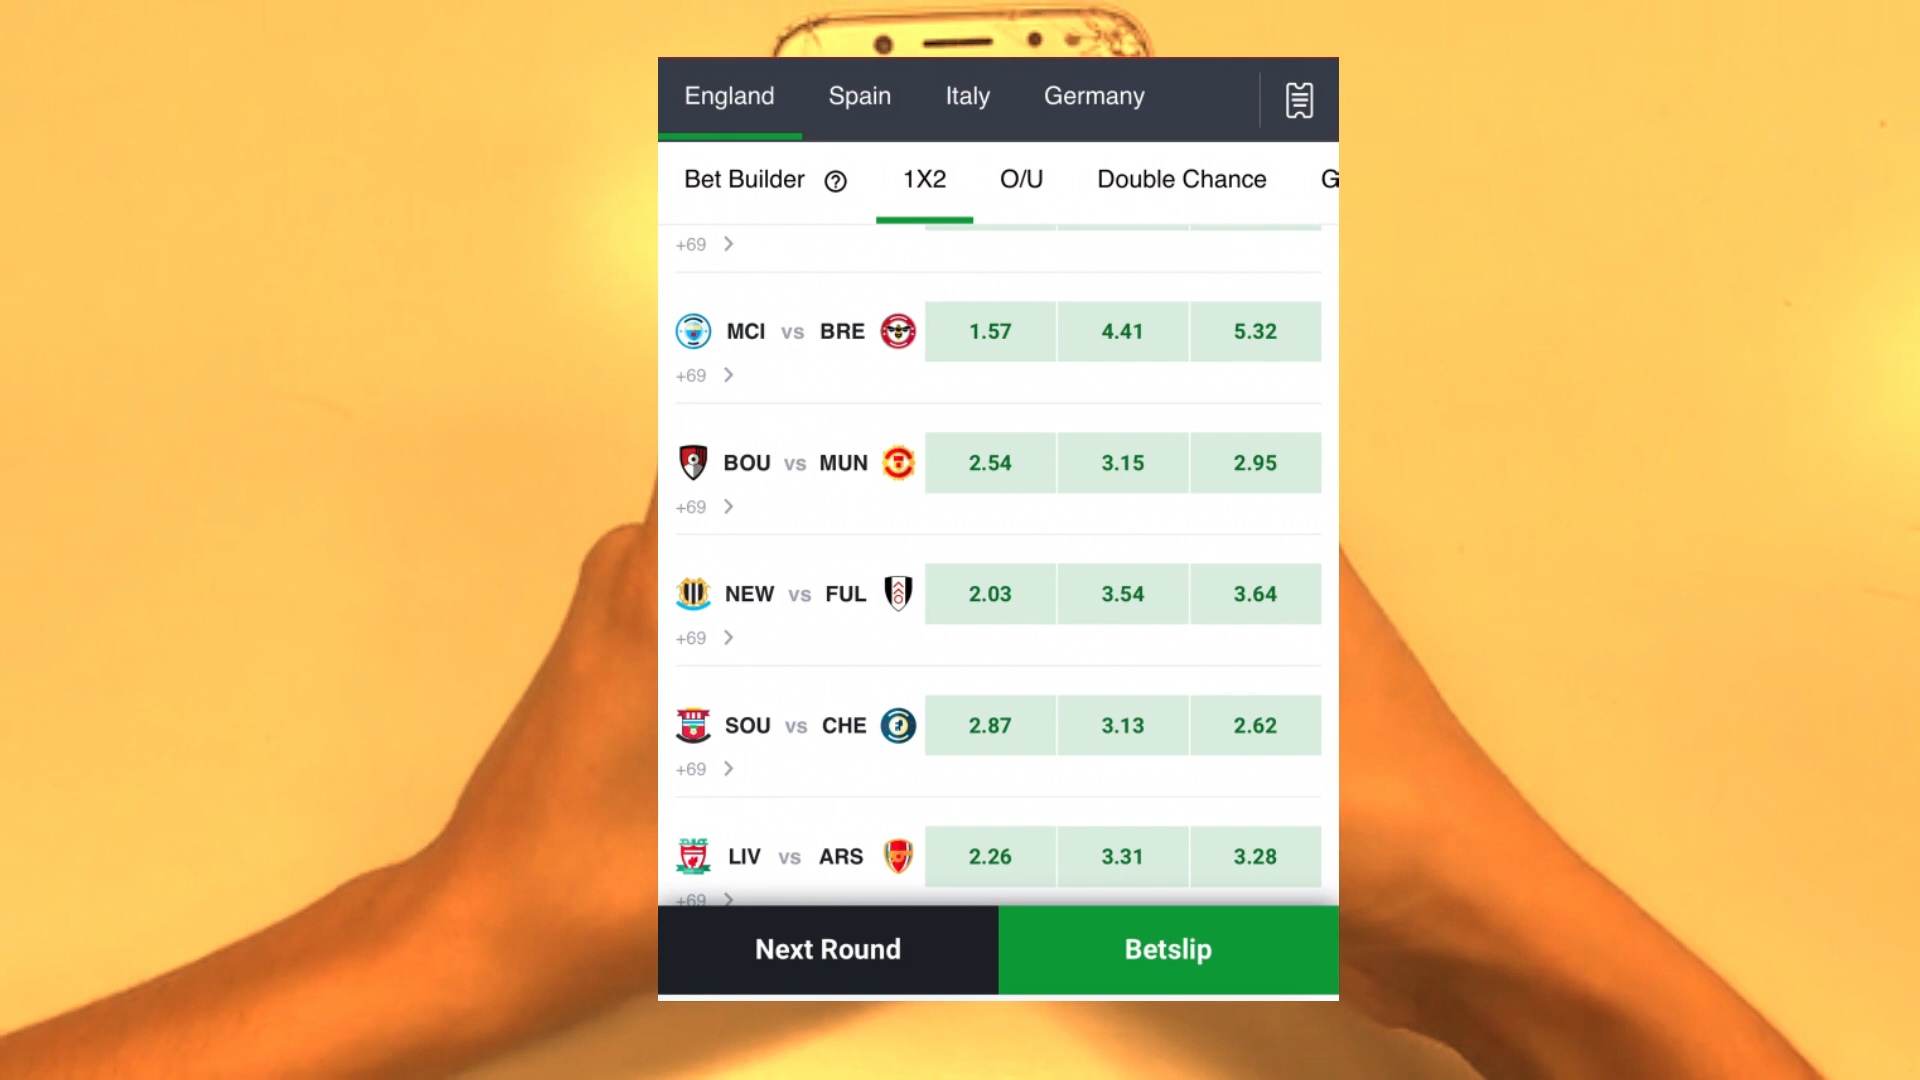 England Spain Italy Germany
Bet Builder ? 1X2 O/U Double Chance G
+69
MCI vs BRE 1.57 4.41 5.32
+69
BOU vs MUN 2.54 3.15 2.95
+69
NEW vs FUL 2.03 3.54 3.64
+69
SOU vs CHE 2.87 3.13 2.62
+69
LIV vs ARS 2.26 3.31 3.28
+69
Next Round Betslip